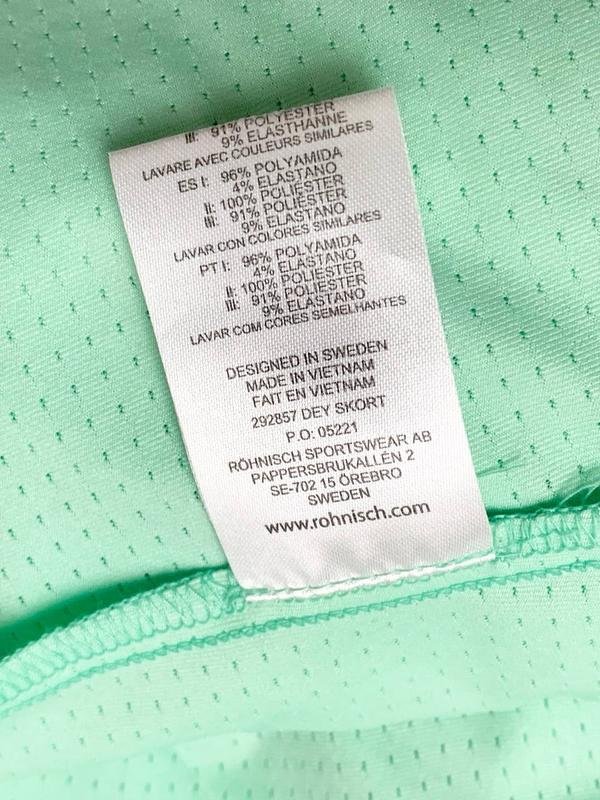 III: 91% POLYESTER
9% ELASTHANNE
LAVARE AVEC COULEURS SIMILARES
ES I: 96% POLYAMIDA
4% ELASTANO
II: 100% POLIÉSTER
III: 91% POLIÉSTER
9% ELASTANO
LAVAR CON COLORES SIMILARES
PT I: 96% POLYAMIDA
4% ELASTANO
II: 100% POLIESTER
III: 91% POLIESTER
9% ELASTANO
LAVAR COM CORES SEMELHANTES
DESIGNED IN SWEDEN
MADE IN VIETNAM
FAIT EN VIETNAM
292857 DEY SKORT
P.O: 05221
RÖHNISCH SPORTSWEAR AB
PAPPERSBRUKALLÉN 2
SE-702 15 ÖREBRO
SWEDEN
www.rohnisch.com